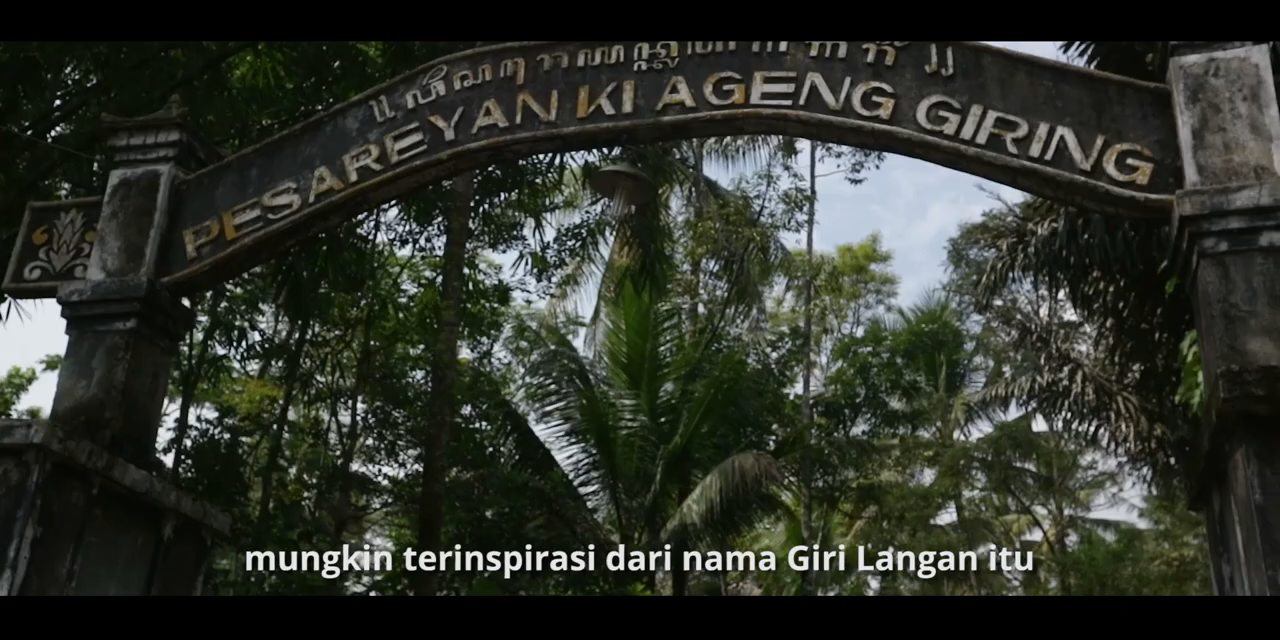 PESAREYAN KI AGENG GIRING
mungkin terinspirasi dari nama Giri Langan itu